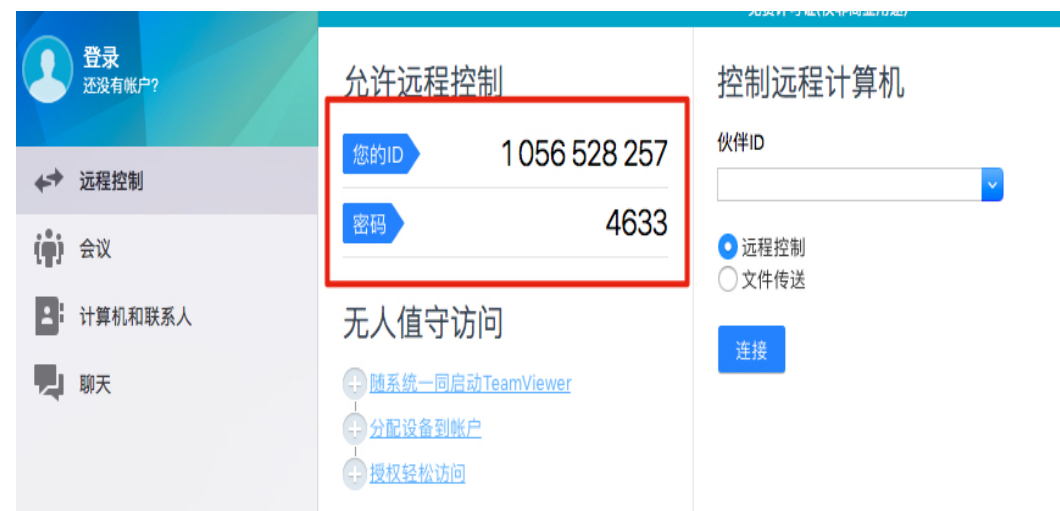 登录
还没有帐户?
远程控制
会议
计算机和联系人
聊天
允许远程控制
您的ID 1 056 528 257
密码 4633
无人值守访问
随系统一同启动TeamViewer
分配设备到帐户
授权轻松访问
控制远程计算机
伙伴ID
远程控制
文件传送
连接